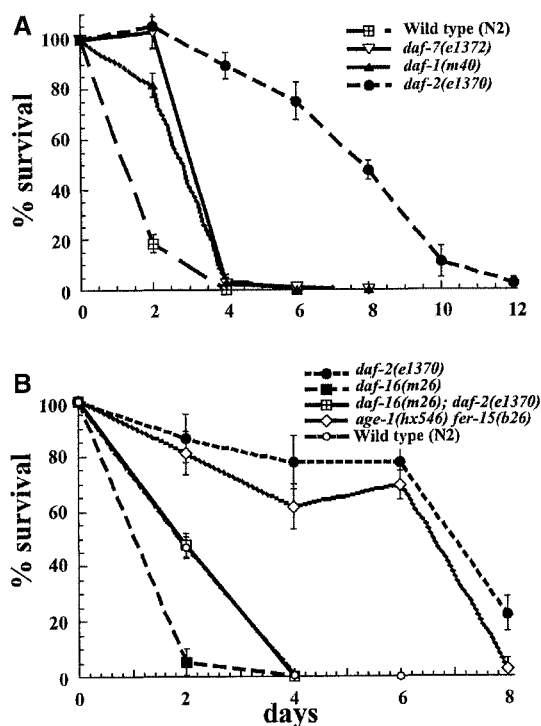 A
Wild type (N2)
daf-7(e1372)
daf-1(m40)
daf-2(e1370)
% survival
100
80
60
40
20
0
0 2 4 6 8 10 12
B
daf-2(e1370)
daf-16(m26)
daf-16(m26); daf-2(e1370)
age-1(hx546) fer-15(b26)
Wild type (N2)
% survival
100
80
60
40
20
0
0 2 4 6 8
days